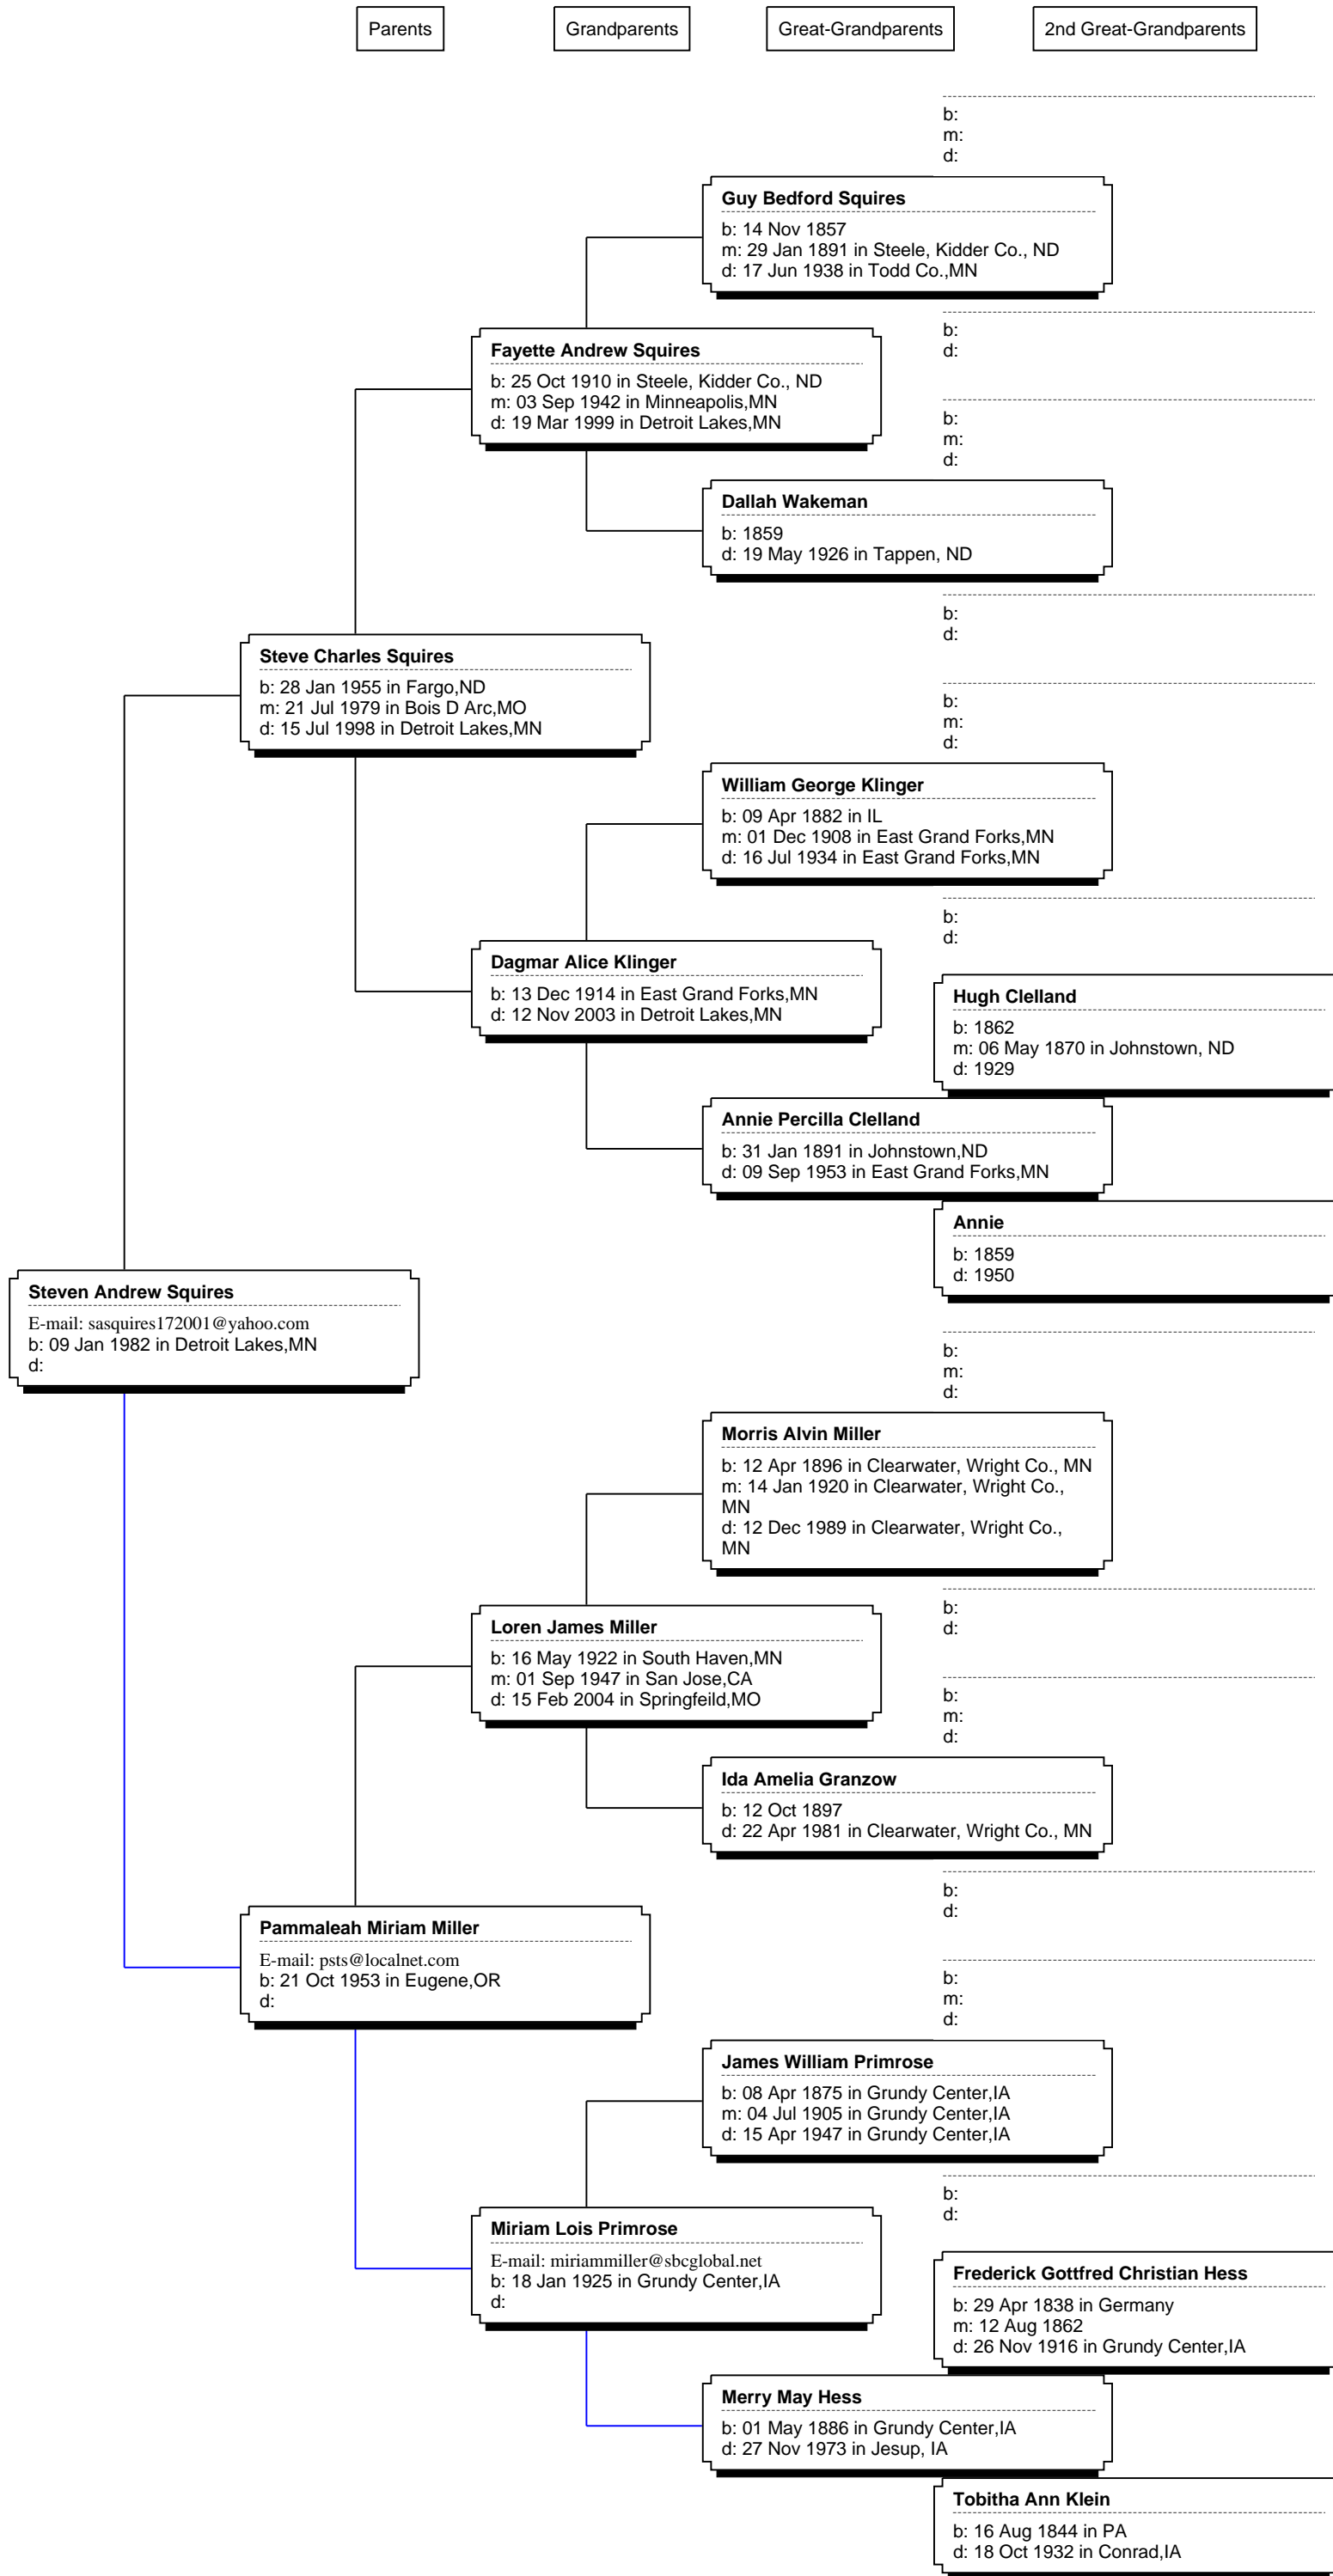 Parents
Grandparents
Great-Grandparents
2nd Great-Grandparents
b:
m:
d:
Guy Bedford Squires
b: 14 Nov 1857
m: 29 Jan 1891 in Steele, Kidder Co., ND
d: 17 Jun 1938 in Todd Co.,MN
b:
d:
Fayette Andrew Squires
b: 25 Oct 1910 in Steele, Kidder Co., ND
m: 03 Sep 1942 in Minneapolis,MN
d: 19 Mar 1999 in Detroit Lakes,MN
b:
m:
d:
Dallah Wakeman
b: 1859
d: 19 May 1926 in Tappen, ND
b:
d:
Steve Charles Squires
b: 28 Jan 1955 in Fargo,ND
m: 21 Jul 1979 in Bois D Arc,MO
d: 15 Jul 1998 in Detroit Lakes,MN
b:
m:
d:
William George Klinger
b: 09 Apr 1882 in IL
m: 01 Dec 1908 in East Grand Forks,MN
d: 16 Jul 1934 in East Grand Forks,MN
b:
d:
Dagmar Alice Klinger
b: 13 Dec 1914 in East Grand Forks,MN
d: 12 Nov 2003 in Detroit Lakes,MN
Hugh Clelland
b: 1862
m: 06 May 1870 in Johnstown, ND
d: 1929
Annie Percilla Clelland
b: 31 Jan 1891 in Johnstown,ND
d: 09 Sep 1953 in East Grand Forks,MN
Annie
b: 1859
d: 1950
Steven Andrew Squires
E-mail: sasquires172001@yahoo.com
b: 09 Jan 1982 in Detroit Lakes,MN
d:
b:
m:
d:
Morris Alvin Miller
b: 12 Apr 1896 in Clearwater, Wright Co., MN
m: 14 Jan 1920 in Clearwater, Wright Co.,
MN
d: 12 Dec 1989 in Clearwater, Wright Co.,
MN
b:
d:
Loren James Miller
b: 16 May 1922 in South Haven,MN
m: 01 Sep 1947 in San Jose,CA
d: 15 Feb 2004 in Springfeild,MO
b:
m:
d:
Ida Amelia Granzow
b: 12 Oct 1897
d: 22 Apr 1981 in Clearwater, Wright Co., MN
b:
d:
Pammaleah Miriam Miller
E-mail: psts@localnet.com
b: 21 Oct 1953 in Eugene,OR
d:
b:
m:
d:
James William Primrose
b: 08 Apr 1875 in Grundy Center,IA
m: 04 Jul 1905 in Grundy Center,IA
d: 15 Apr 1947 in Grundy Center,IA
b:
d:
Miriam Lois Primrose
E-mail: miriammiller@sbcglobal.net
b: 18 Jan 1925 in Grundy Center,IA
d:
Frederick Gottfred Christian Hess
b: 29 Apr 1838 in Germany
m: 12 Aug 1862
d: 26 Nov 1916 in Grundy Center,IA
Merry May Hess
b: 01 May 1886 in Grundy Center,IA
d: 27 Nov 1973 in Jesup, IA
Tobitha Ann Klein
b: 16 Aug 1844 in PA
d: 18 Oct 1932 in Conrad,IA